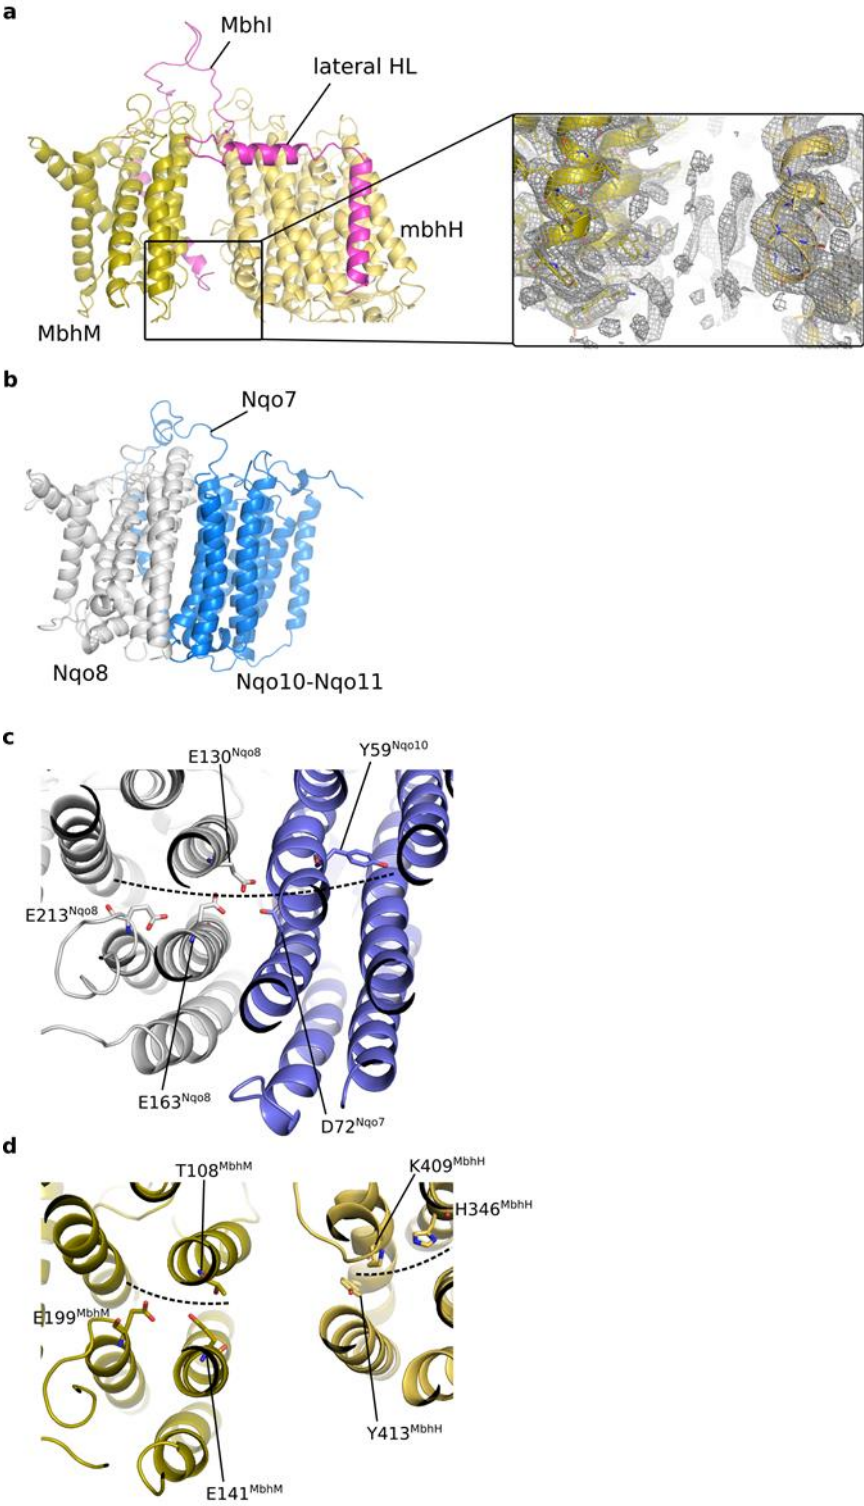 a
MbhI
lateral HL
mbhH
MbhM
b
Nqo7
Nqo8
Nqo10-Nqo11
c
E130Nqo8
Y59Nqo10
E213Nqo8
E163Nqo8
D72Nqo7
d
T108MbhM
K409MbhH
H346MbhH
E199MbhM
Y413MbhH
E141MbhM